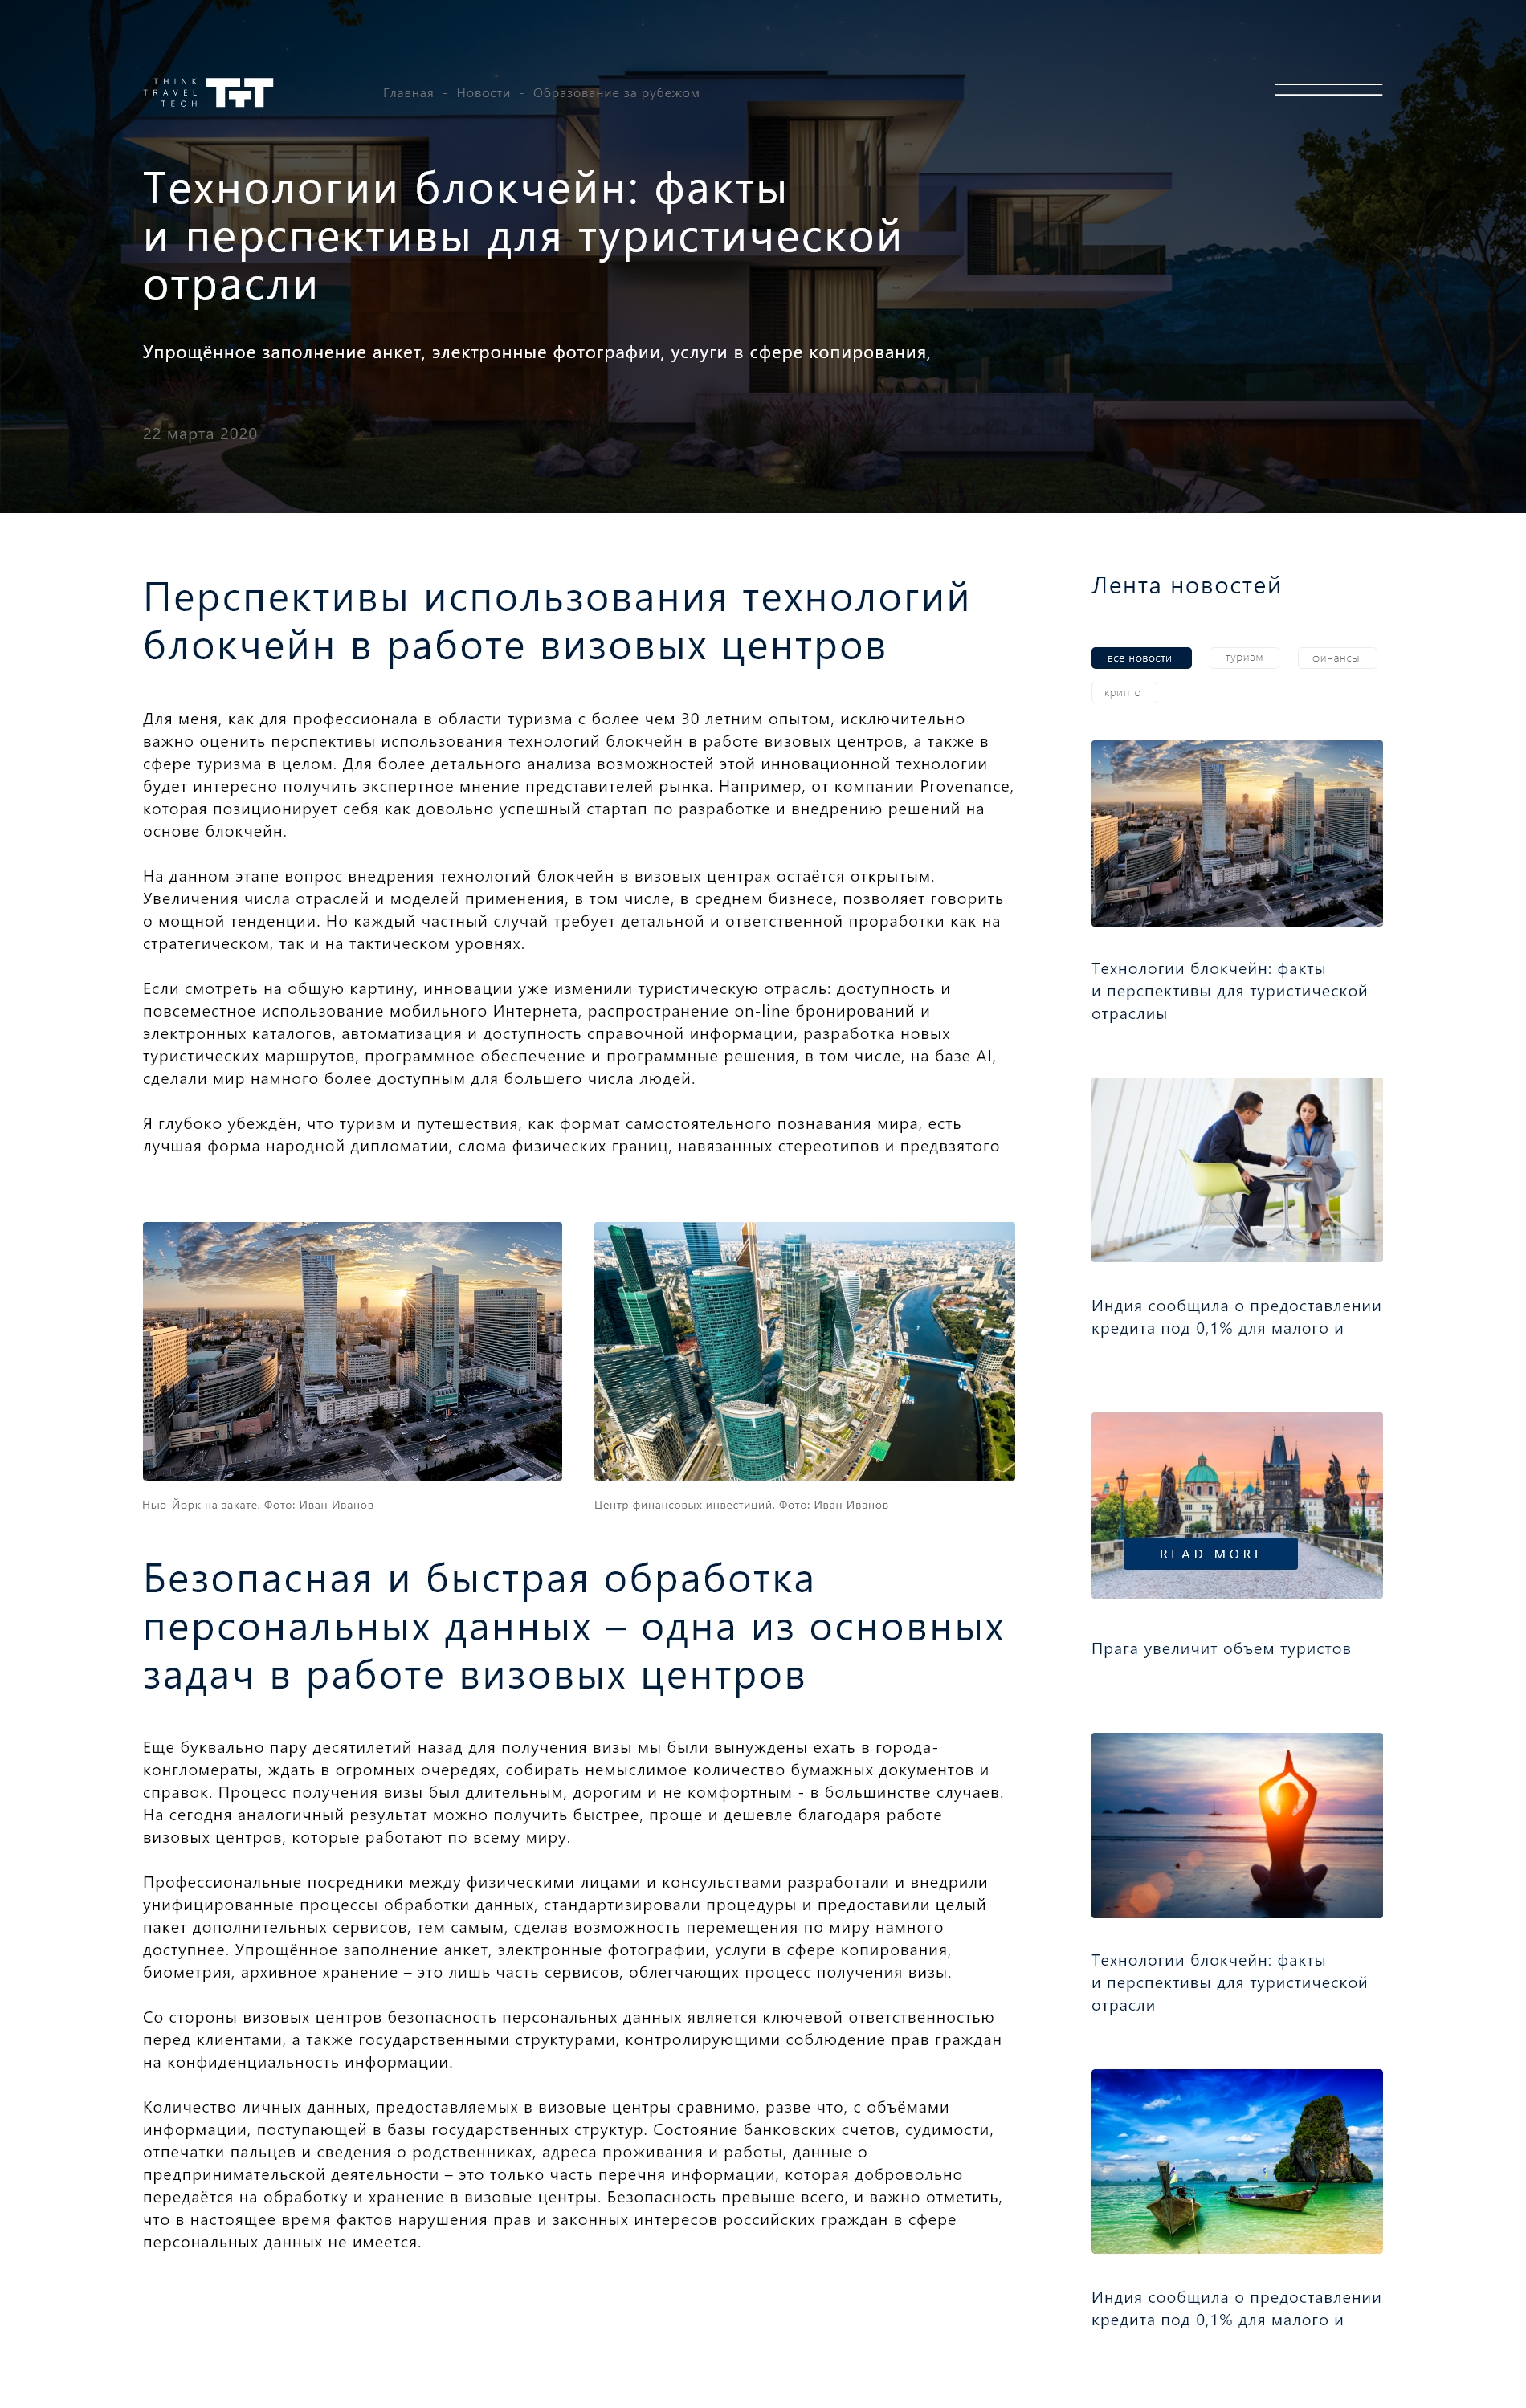 THINK
TRAVEL
TECH
TTT
Главная - Новости - Образование за рубежом
Технологии блокчейн: факты
и перспективы для туристической
отрасли
Упрощённое заполнение анкет, электронные фотографии, услуги в сфере копирования,
22 марта 2020
Перспективы использования технологий
блокчейн в работе визовых центров
Для меня, как для профессионала в области туризма с более чем 30 летним опытом, исключительно
важно оценить перспективы использования технологий блокчейн в работе визовых центров, а также в
сфере туризма в целом. Для более детального анализа возможностей этой инновационной технологии
будет интересно получить экспертное мнение представителей рынка. Например, от компании Provenance,
которая позиционирует себя как довольно успешный стартап по разработке и внедрению решений на
основе блокчейн.
На данном этапе вопрос внедрения технологий блокчейн в визовых центрах остаётся открытым.
Увеличения числа отраслей и моделей применения, в том числе, в среднем бизнесе, позволяет говорить
о мощной тенденции. Но каждый частный случай требует детальной и ответственной проработки как на
стратегическом, так и на тактическом уровнях.
Если смотреть на общую картину, инновации уже изменили туристическую отрасль: доступность и
повсеместное использование мобильного Интернета, распространение on-line бронирований и
электронных каталогов, автоматизация и доступность справочной информации, разработка новых
туристических маршрутов, программное обеспечение и программные решения, в том числе, на базе AI,
сделали мир намного более доступным для большего числа людей.
Я глубоко убеждён, что туризм и путешествия, как формат самостоятельного познавания мира, есть
лучшая форма народной дипломатии, слома физических границ, навязанных стереотипов и предвзятого
Нью-Йорк на закате. Фото: Иван Иванов
Центр финансовых инвестиций. Фото: Иван Иванов
Безопасная и быстрая обработка
персональных данных – одна из основных
задач в работе визовых центров
Еще буквально пару десятилетий назад для получения визы мы были вынуждены ехать в города-
конгломераты, ждать в огромных очередях, собирать немыслимое количество бумажных документов и
справок. Процесс получения визы был длительным, дорогим и не комфортным - в большинстве случаев.
На сегодня аналогичный результат можно получить быстрее, проще и дешевле благодаря работе
визовых центров, которые работают по всему миру.
Профессиональные посредники между физическими лицами и консульствами разработали и внедрили
унифицированные процессы обработки данных, стандартизировали процедуры и предоставили целый
пакет дополнительных сервисов, тем самым, сделав возможность перемещения по миру намного
доступнее. Упрощённое заполнение анкет, электронные фотографии, услуги в сфере копирования,
биометрия, архивное хранение – это лишь часть сервисов, облегчающих процесс получения визы.
Со стороны визовых центров безопасность персональных данных является ключевой ответственностью
перед клиентами, а также государственными структурами, контролирующими соблюдение прав граждан
на конфиденциальность информации.
Количество личных данных, предоставляемых в визовые центры сравнимо, разве что, с объёмами
информации, поступающей в базы государственных структур. Состояние банковских счетов, судимости,
отпечатки пальцев и сведения о родственниках, адреса проживания и работы, данные о
предпринимательской деятельности – это только часть перечня информации, которая добровольно
передаётся на обработку и хранение в визовые центры. Безопасность превыше всего, и важно отметить,
что в настоящее время фактов нарушения прав и законных интересов российских граждан в сфере
персональных данных не имеется.
Лента новостей
все новости
туризм
финансы
крипто
Технологии блокчейн: факты
и перспективы для туристической
отраслиы
Индия сообщила о предоставлении
кредита под 0,1% для малого и
READ MORE
Прага увеличит объем туристов
Технологии блокчейн: факты
и перспективы для туристической
отрасли
Индия сообщила о предоставлении
кредита под 0,1% для малого и